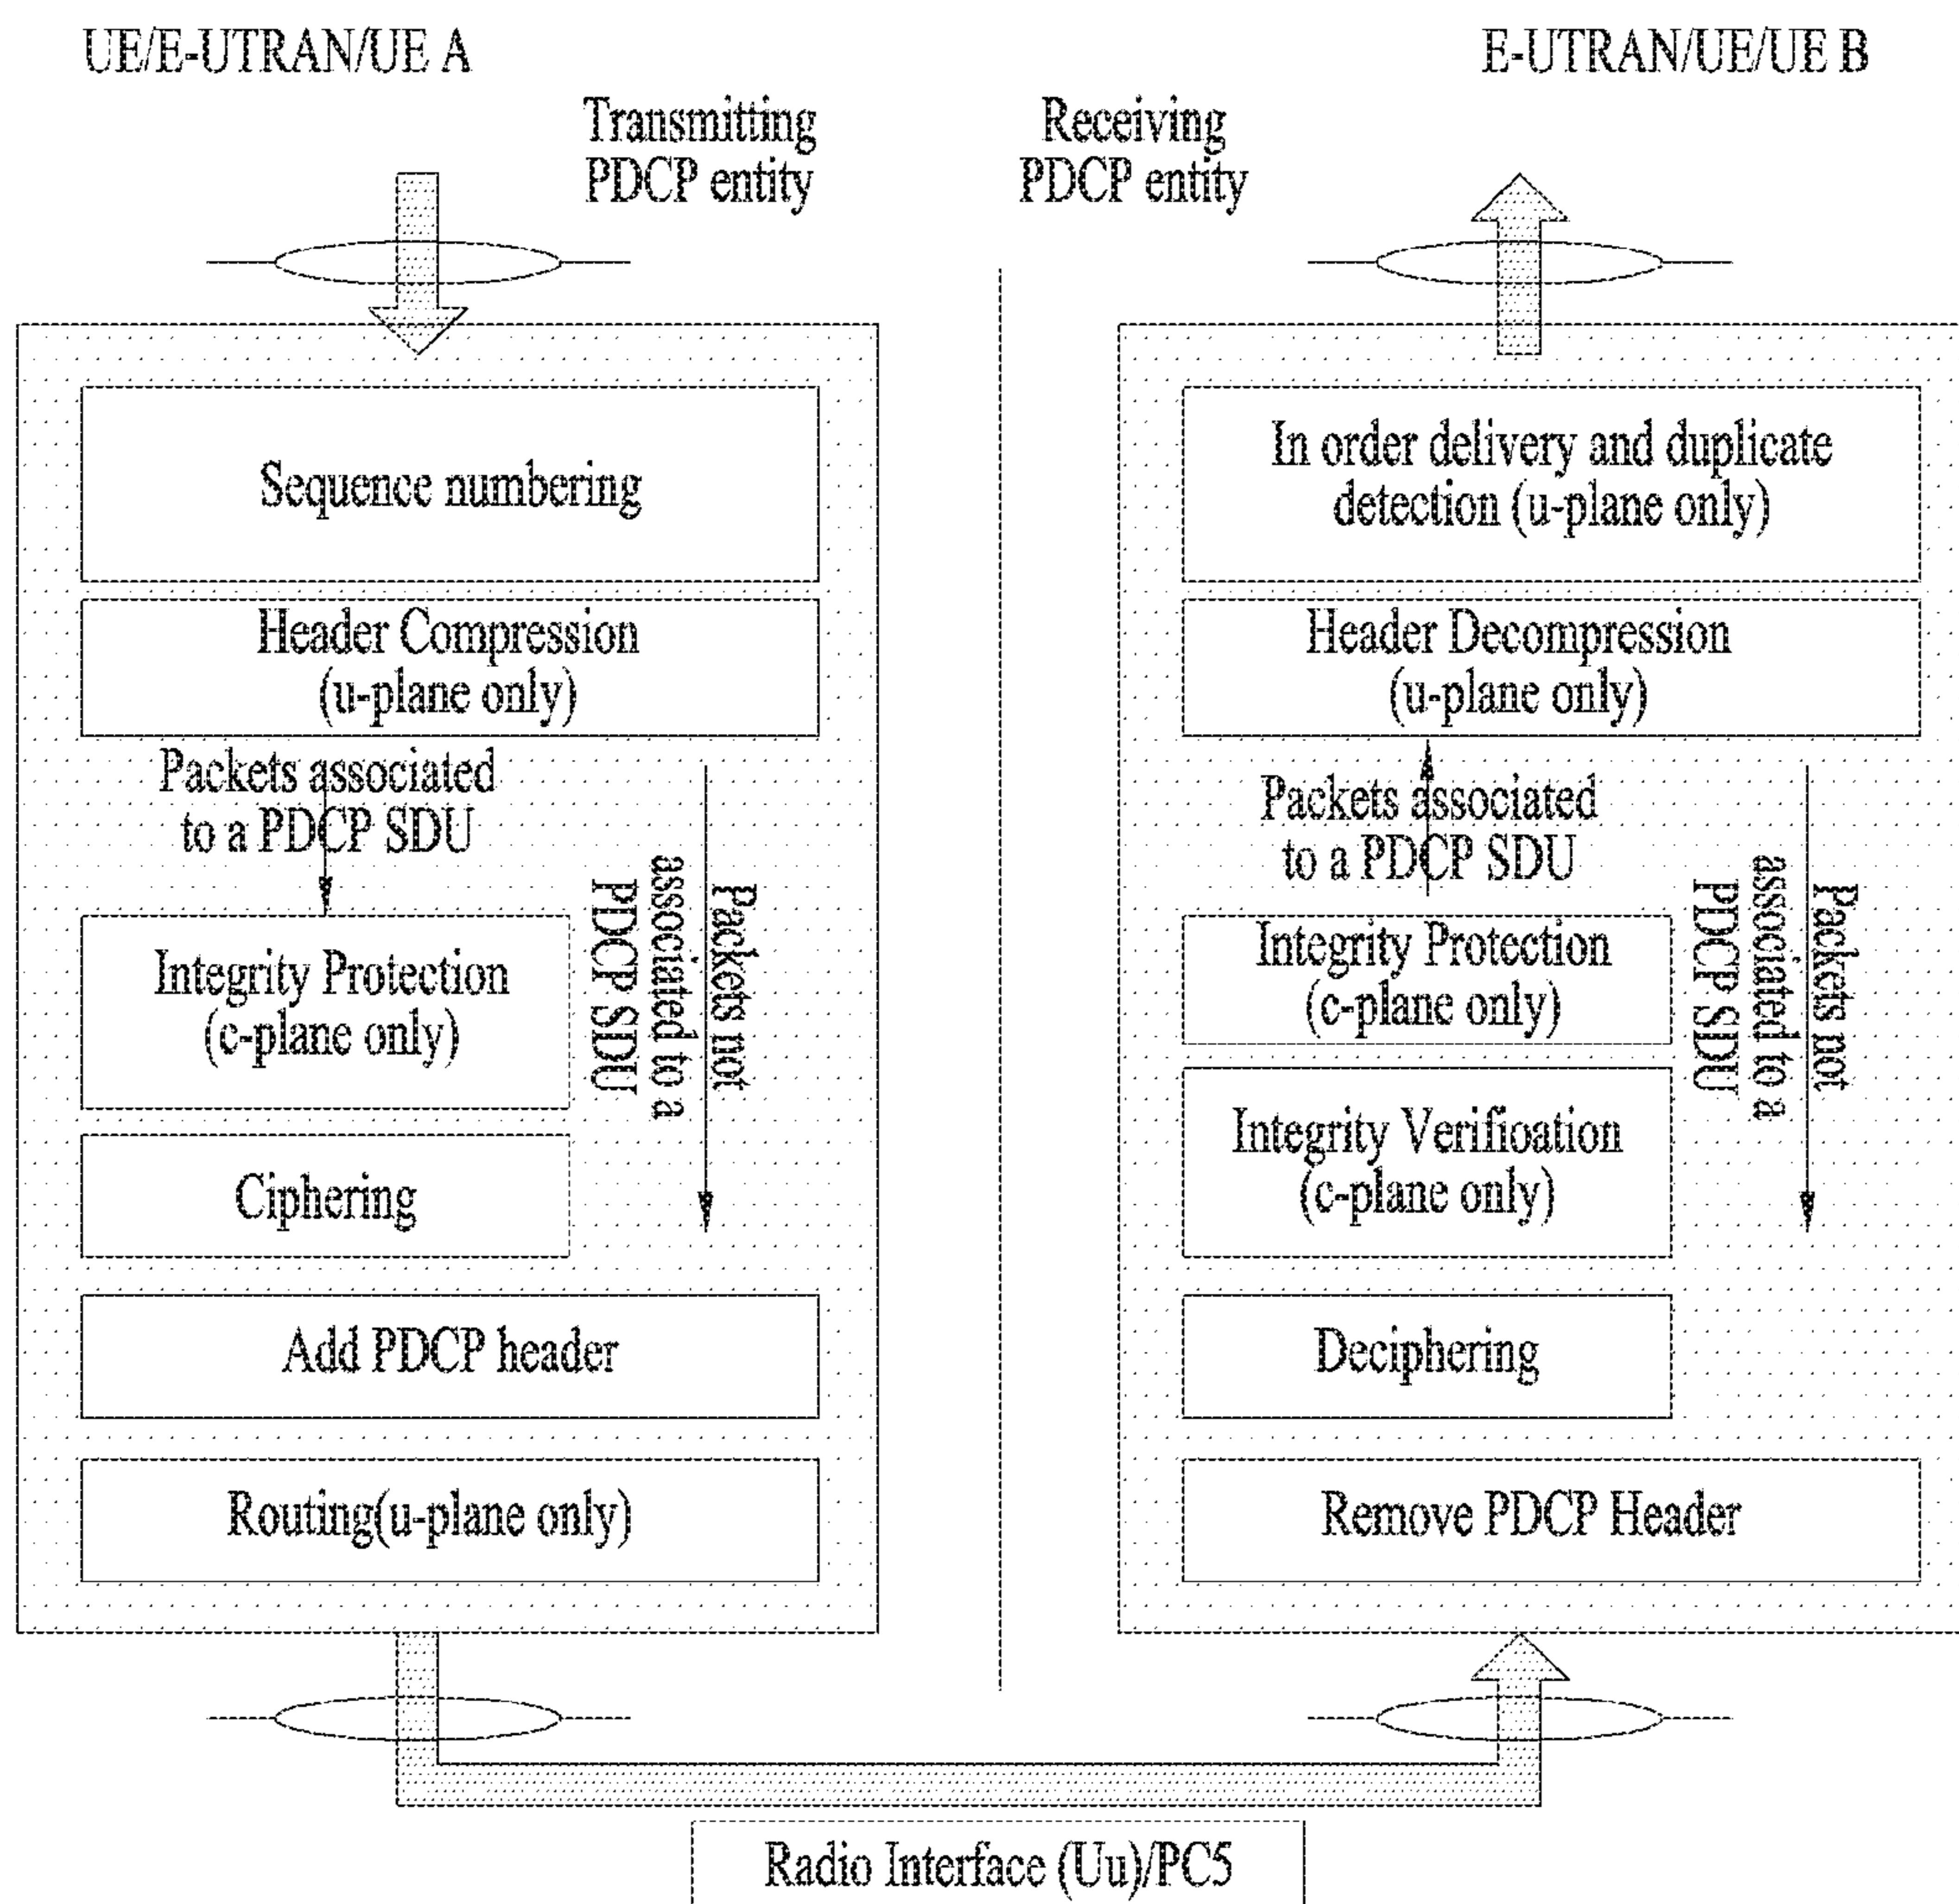 UE/E-UTRAN/UE A
E-UTRAN/UE/UE B
Transmitting
PDCP entity
Receiving
PDCP entity
Sequence numbering
Header Compression
(u-plane only)
Packets associated
to a PDCP SDU
Packets not
associated to a
PDCP SDU
Integrity Protection
(c-plane only)
Ciphering
Add PDCP header
Routing(u-plane only)
In order delivery and duplicate
detection (u-plane only)
Header Decompression
(u-plane only)
Packets associated
to a PDCP SDU
Packets not
associated to a
PDCP SDU
Integrity Protection
(c-plane only)
Integrity Verifioation
(c-plane only)
Deciphering
Remove PDCP Header
Radio Interface (Uu)/PC5